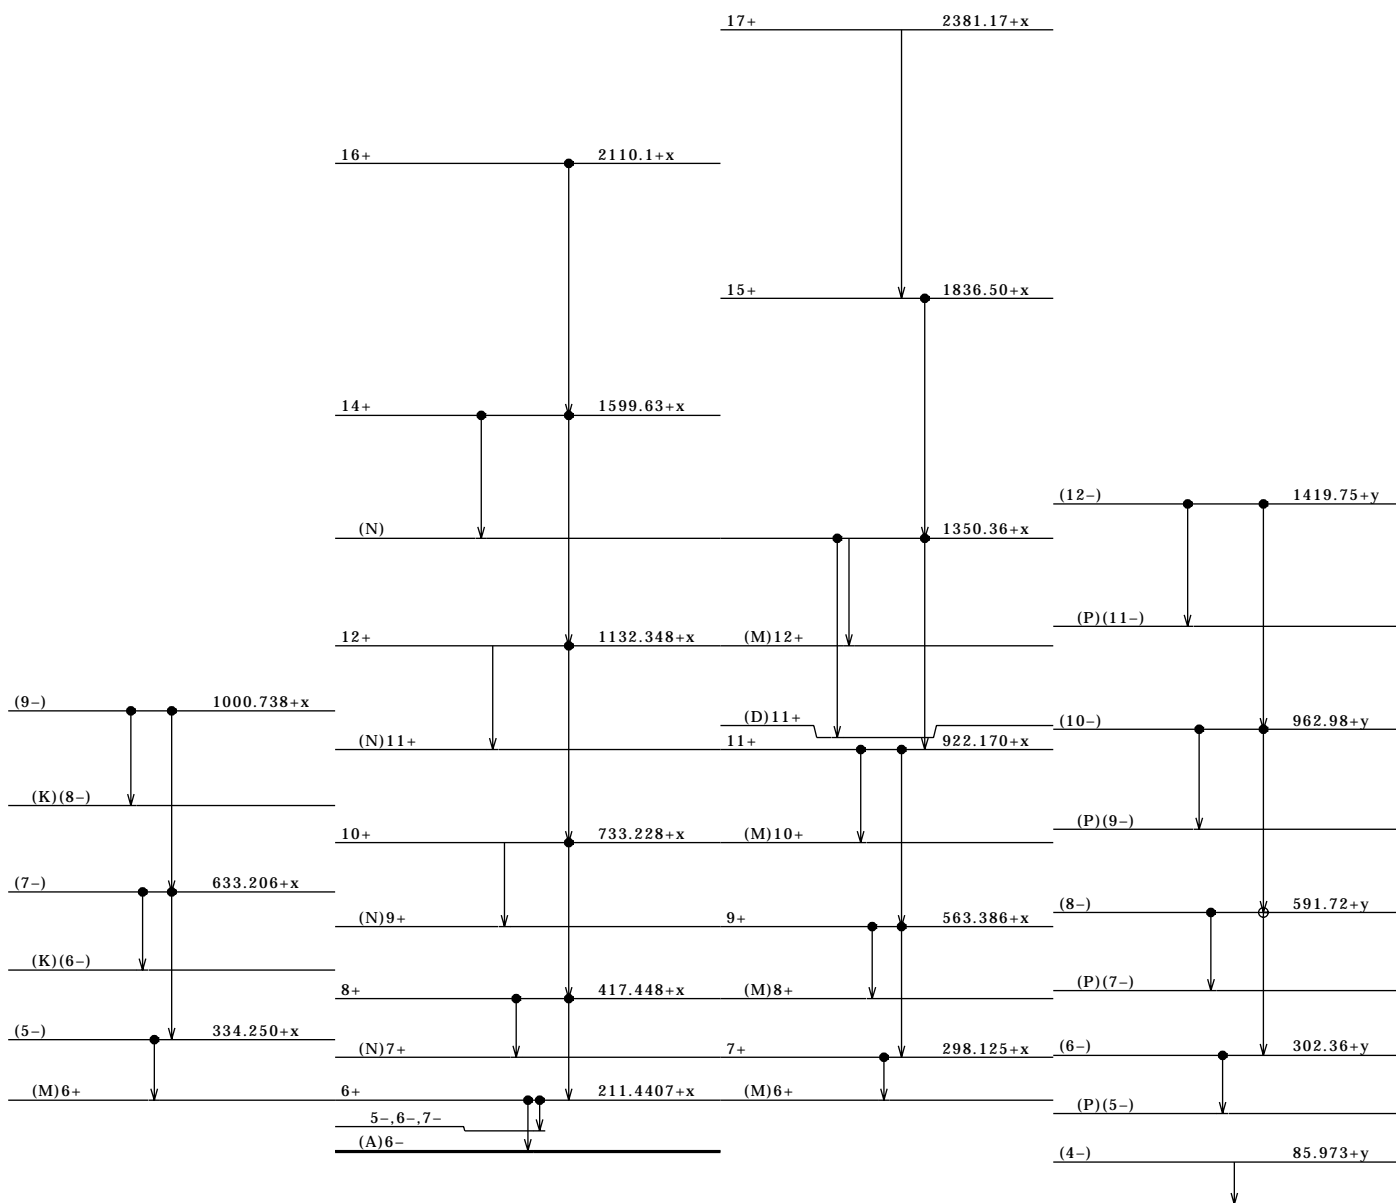 17+ 2381.17+x
16+ 2110.1+x
15+ 1836.50+x
14+ 1599.63+x
(12–) 1419.75+y
(N) 1350.36+x
(P)(11–)
12+ 1132.348+x (M)12+
(9–) 1000.738+x
(D)11+
(10–) 962.98+y
(N)11+ 11+ 922.170+x
(K)(8–)
10+ 733.228+x (M)10+
(P)(9–)
(7–) 633.206+x
(8–) 591.72+y
(N)9+ 9+ 563.386+x
(K)(6–)
8+ 417.448+x (M)8+
(P)(7–)
(5–) 334.250+x
(N)7+ 7+ 298.125+x
(6–) 302.36+y
(M)6+ 6+ 211.4407+x (M)6+
(P)(5–)
5–,6–,7–
(A)6–
(4–) 85.973+y